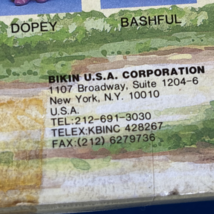 DOPEY BASHFUL
BIKIN U.S.A. CORPORATION
1107 Broadway, Suite 1204-6
New York, N.Y. 10010
U.S.A.
TEL:212-691-3030
TELEX:KBINC 428267
FAX:(212) 6279736